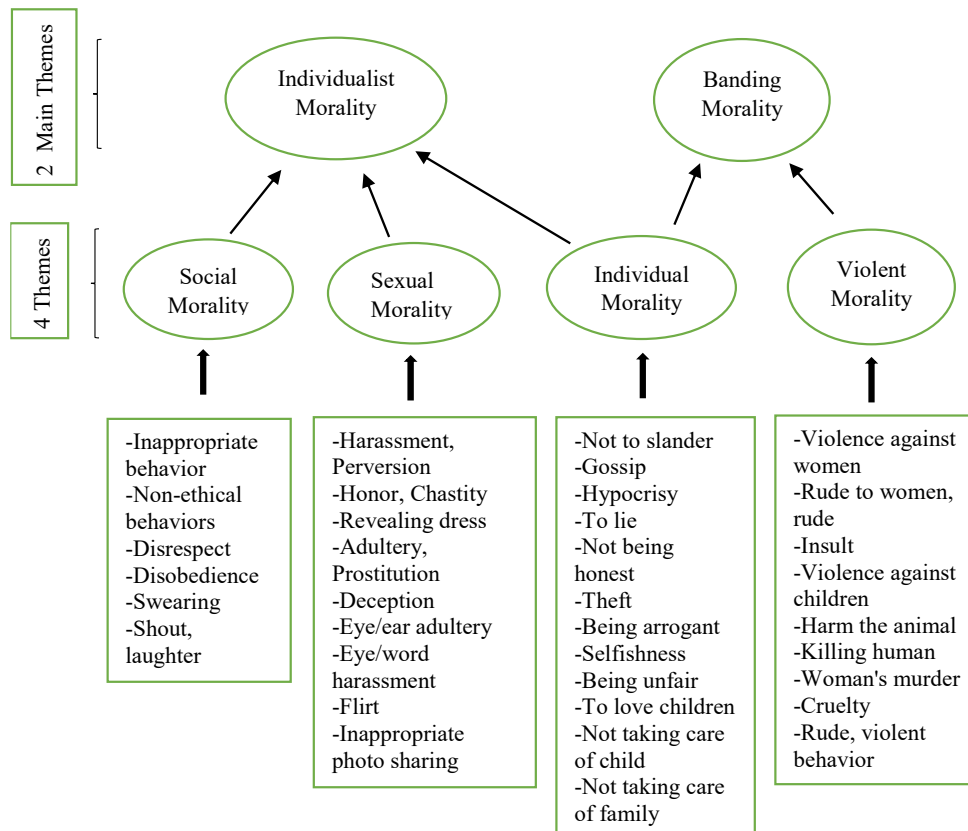 2 Main Themes
Individualist
Morality
Banding
Morality
4 Themes
Social
Morality
Sexual
Morality
Individual
Morality
Violent
Morality
-Inappropriate
behavior
-Non-ethical
behaviors
-Disrespect
-Disobedience
-Swearing
-Shout,
laughter
-Harassment,
Perversion
-Honor, Chastity
-Revealing dress
-Adultery,
Prostitution
-Deception
-Eye/ear adultery
-Eye/word
harassment
-Flirt
-Inappropriate
photo sharing
-Not to slander
-Gossip
-Hypocrisy
-To lie
-Not being
honest
-Theft
-Being arrogant
-Selfishness
-Being unfair
-To love children
-Not taking care
of child
-Not taking care
of family
-Violence against
women
-Rude to women,
rude
-Insult
-Violence against
children
-Harm the animal
-Killing human
-Woman's murder
-Cruelty
-Rude, violent
behavior